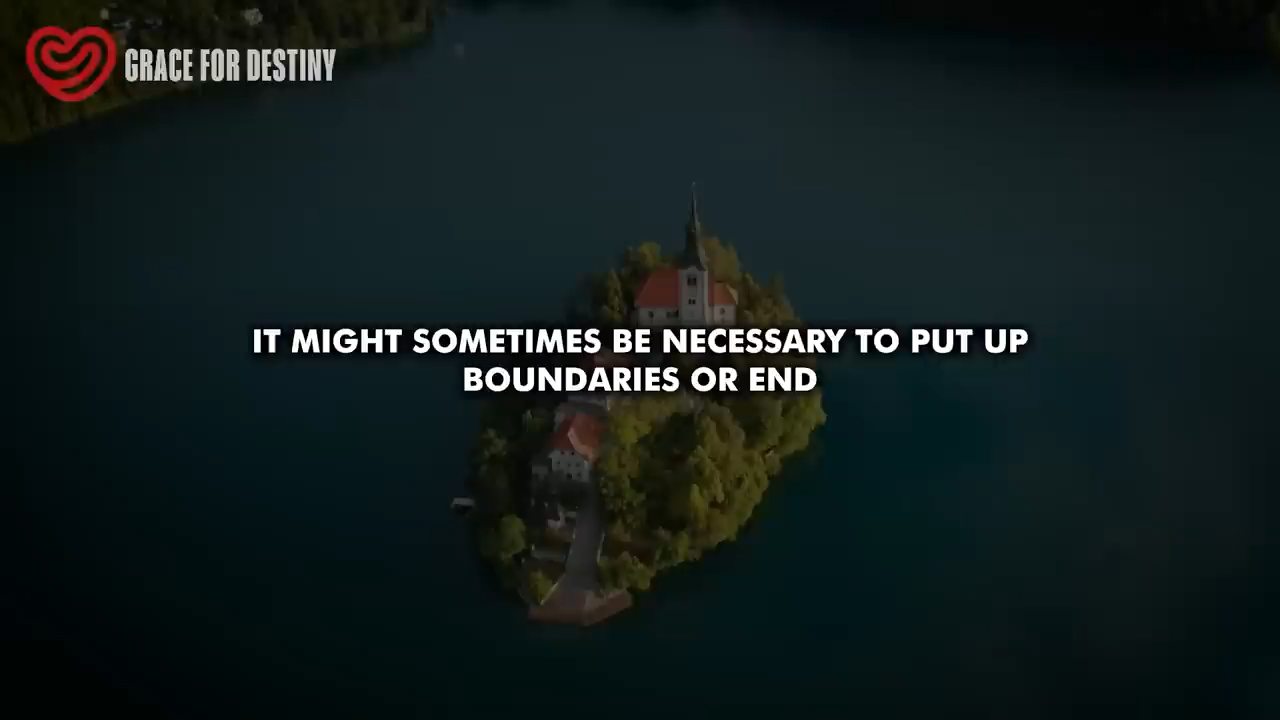 GRACE FOR DESTINY
IT MIGHT SOMETIMES BE NECESSARY TO PUT UP
BOUNDARIES OR END